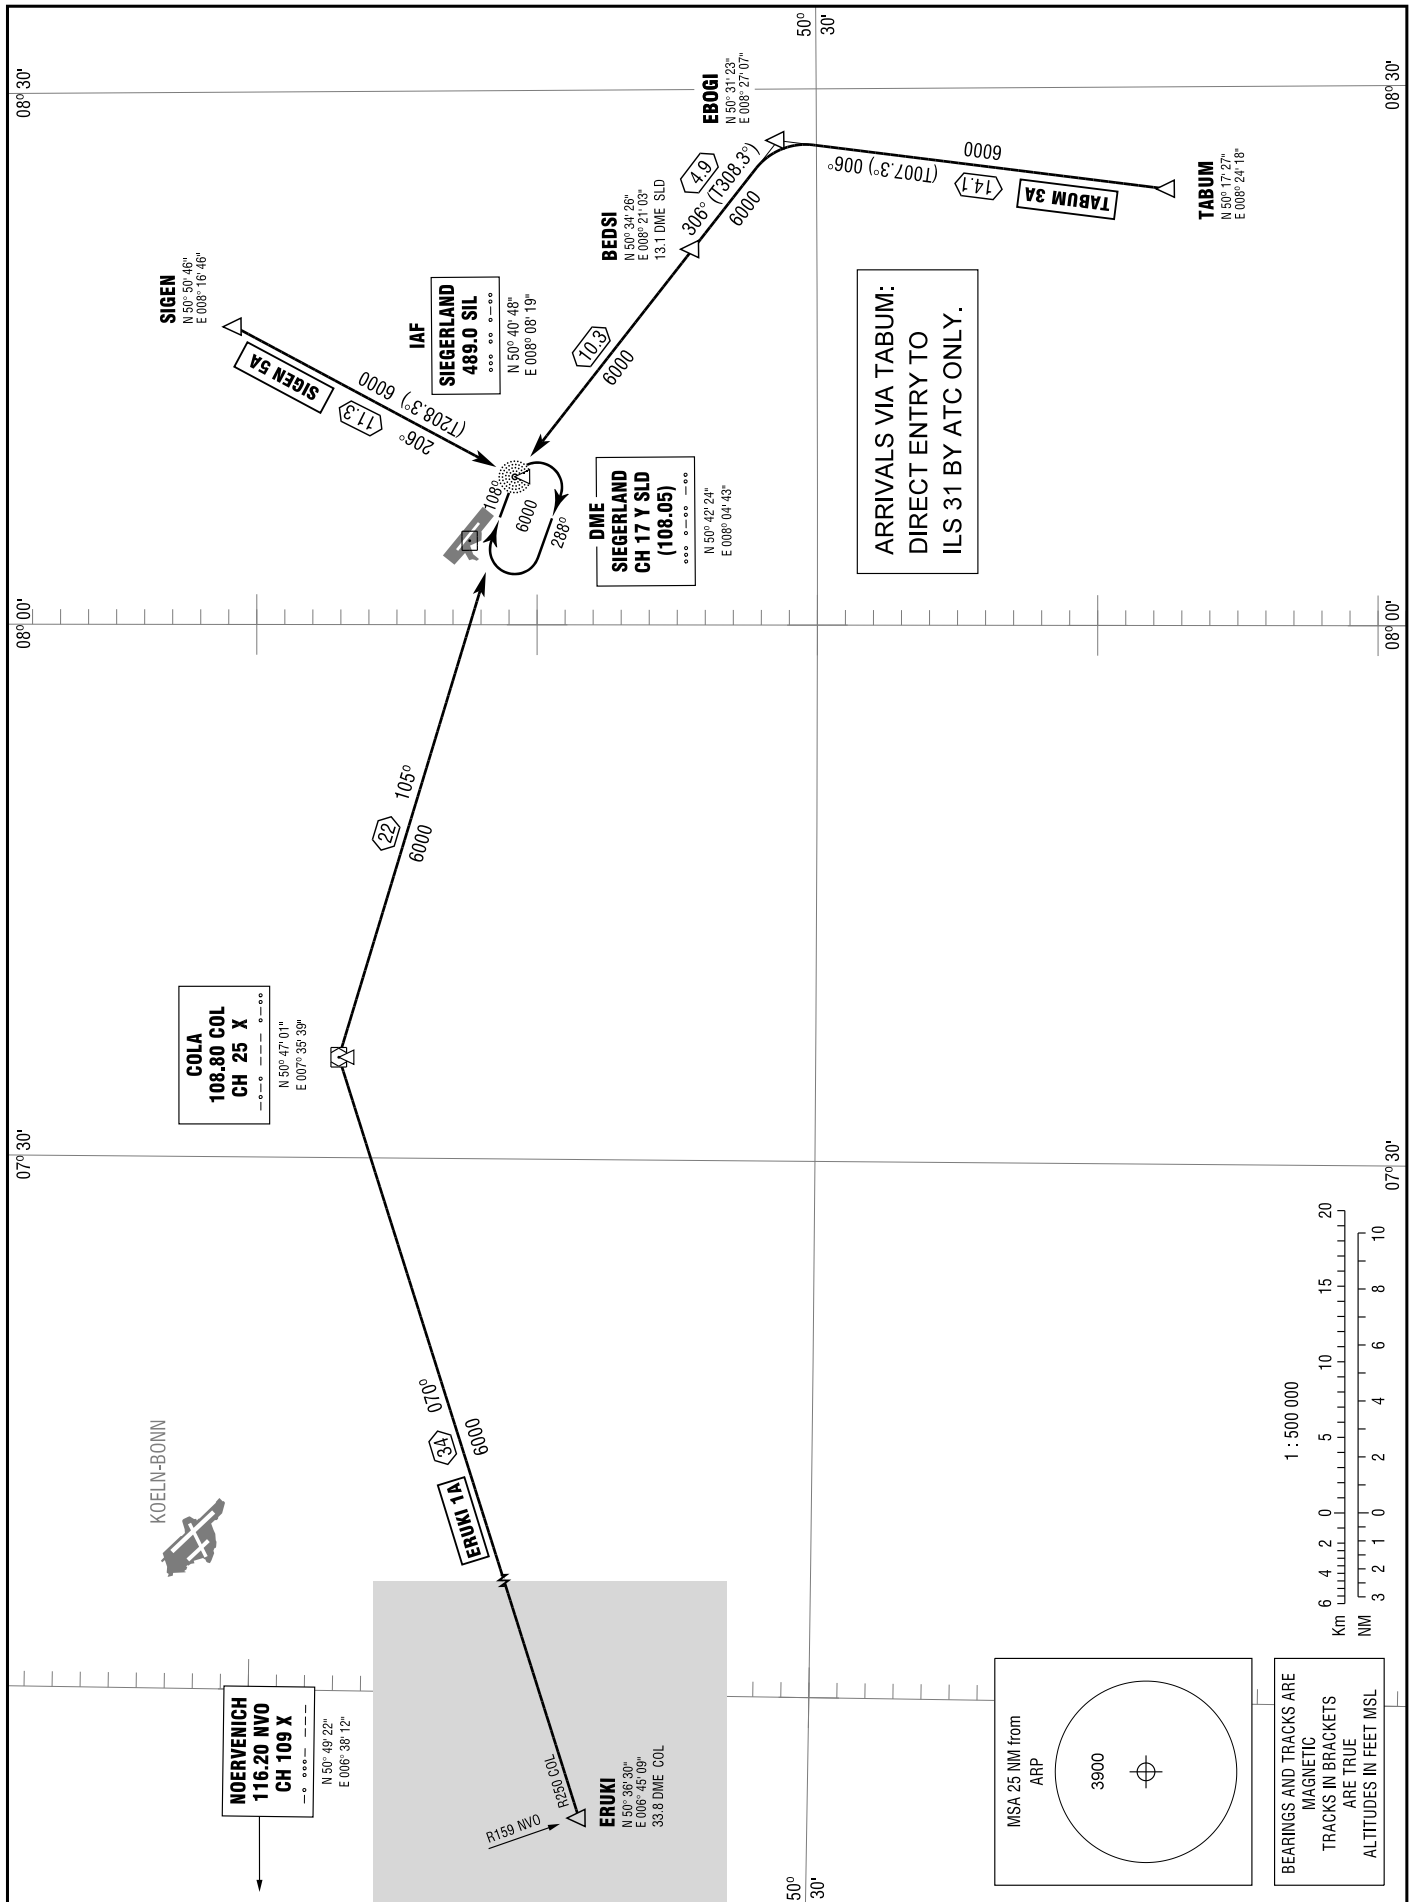 08° 30'
50°
30'
08° 30'
EBOGI
N 50° 31' 23"
E 008° 27' 07"
SIGEN
N 50° 50' 46"
E 008° 16' 46"
SIGEN 5A
11.3
206°
(T208.3°) 6000
IAF
SIEGERLAND
489.0 SIL
N 50° 40' 48"
E 008° 08' 19"
BEDSI
N 50° 34' 26"
E 008° 21' 03"
13.1 DME SLD
4.9
306° (T308.3°)
6000
10.3
6000
6000
(T007.3°) 006°
14.1
TABUM 3A
TABUM
N 50° 17' 27"
E 008° 24' 18"
108°
6000
288°
DME
SIEGERLAND
CH 17 Y SLD
(108.05)
N 50° 42' 24"
E 008° 04' 43"
ARRIVALS VIA TABUM:
DIRECT ENTRY TO
ILS 31 BY ATC ONLY.
08° 00'
08° 00'
22
105°
6000
COLA
108.80 COL
CH 25 X
N 50° 47' 01"
E 007° 35' 39"
07° 30'
07° 30'
KOELN-BONN
ERUKI 1A
34
070°
6000
NOERVENICH
116.20 NVO
CH 109 X
N 50° 49' 22"
E 006° 38' 12"
R159 NVO
R250 COL
ERUKI
N 50° 36' 30"
E 006° 45' 09"
33.8 DME COL
50°
30'
1 : 500 000
Km 6 4 2 0 5 10 15 20
NM 3 2 1 0 2 4 6 8 10
MSA 25 NM from
ARP
3900
BEARINGS AND TRACKS ARE
MAGNETIC
TRACKS IN BRACKETS
ARE TRUE
ALTITUDES IN FEET MSL